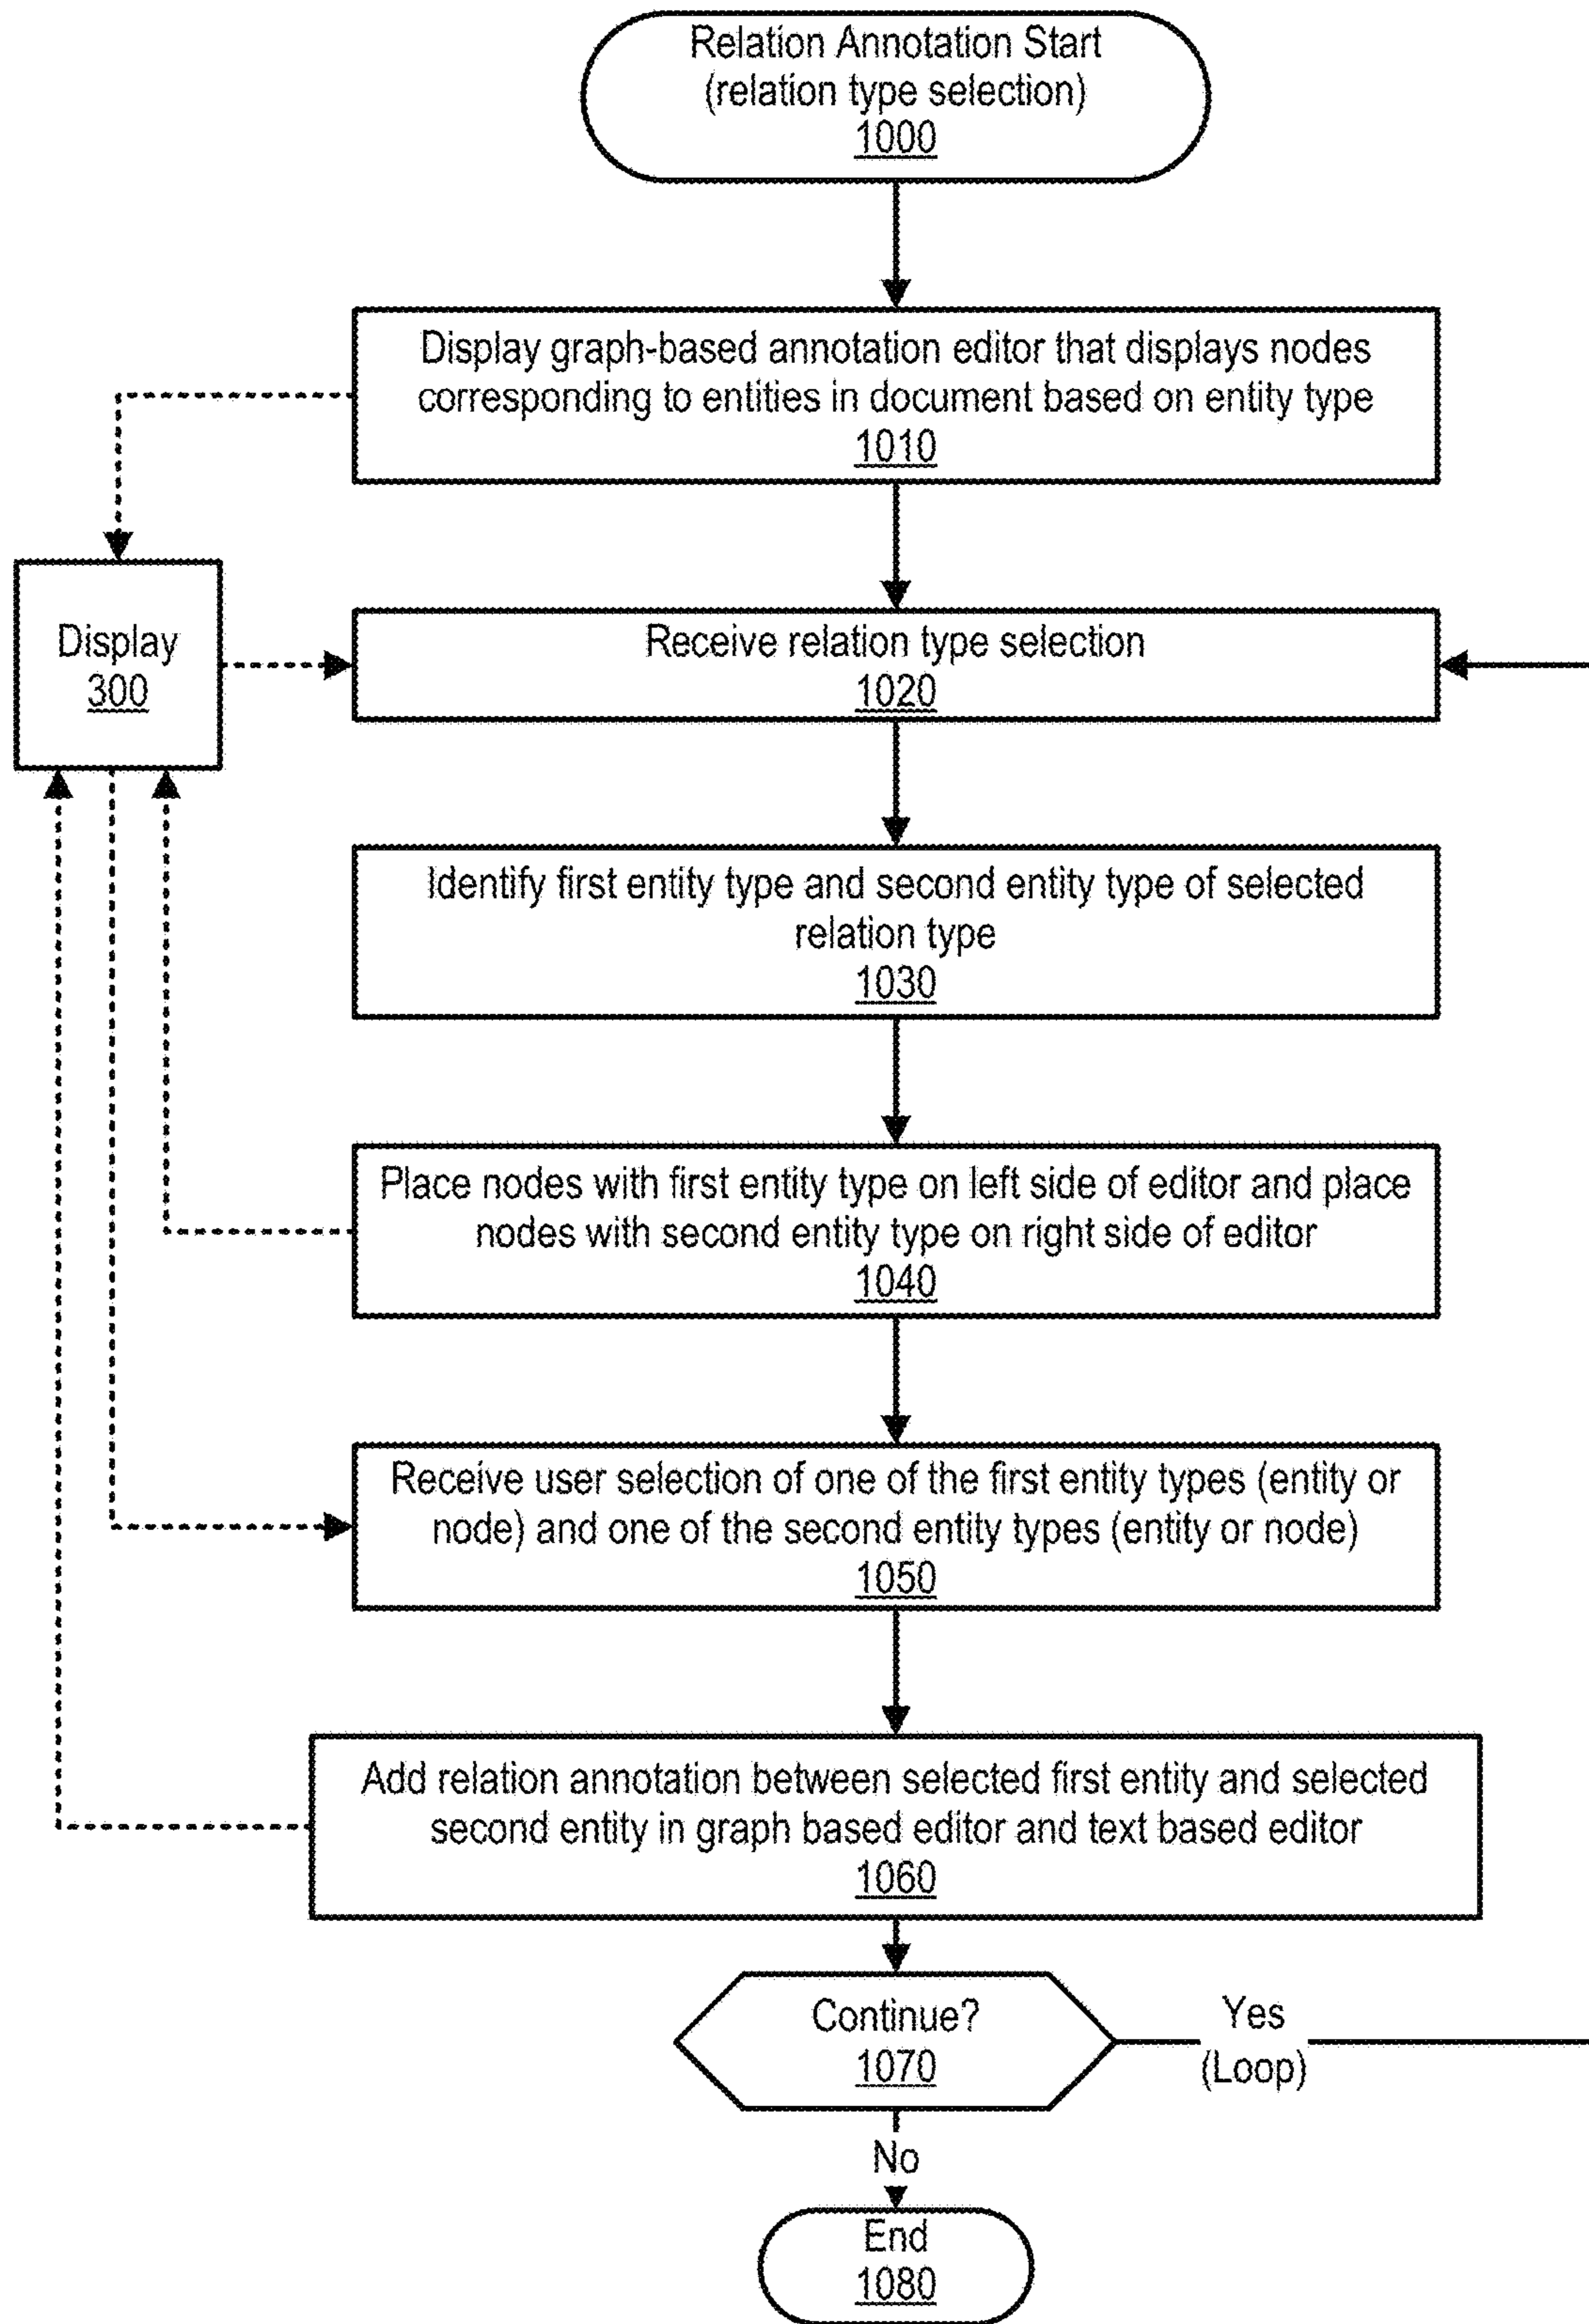 Relation Annotation Start
(relation type selection)
1000
Display graph-based annotation editor that displays nodes
corresponding to entities in document based on entity type
1010
Display
300
Receive relation type selection
1020
Identify first entity type and second entity type of selected
relation type
1030
Place nodes with first entity type on left side of editor and place
nodes with second entity type on right side of editor
1040
Receive user selection of one of the first entity types (entity or
node) and one of the second entity types (entity or node)
1050
Add relation annotation between selected first entity and selected
second entity in graph based editor and text based editor
1060
Continue?
1070
Yes
(Loop)
No
End
1080